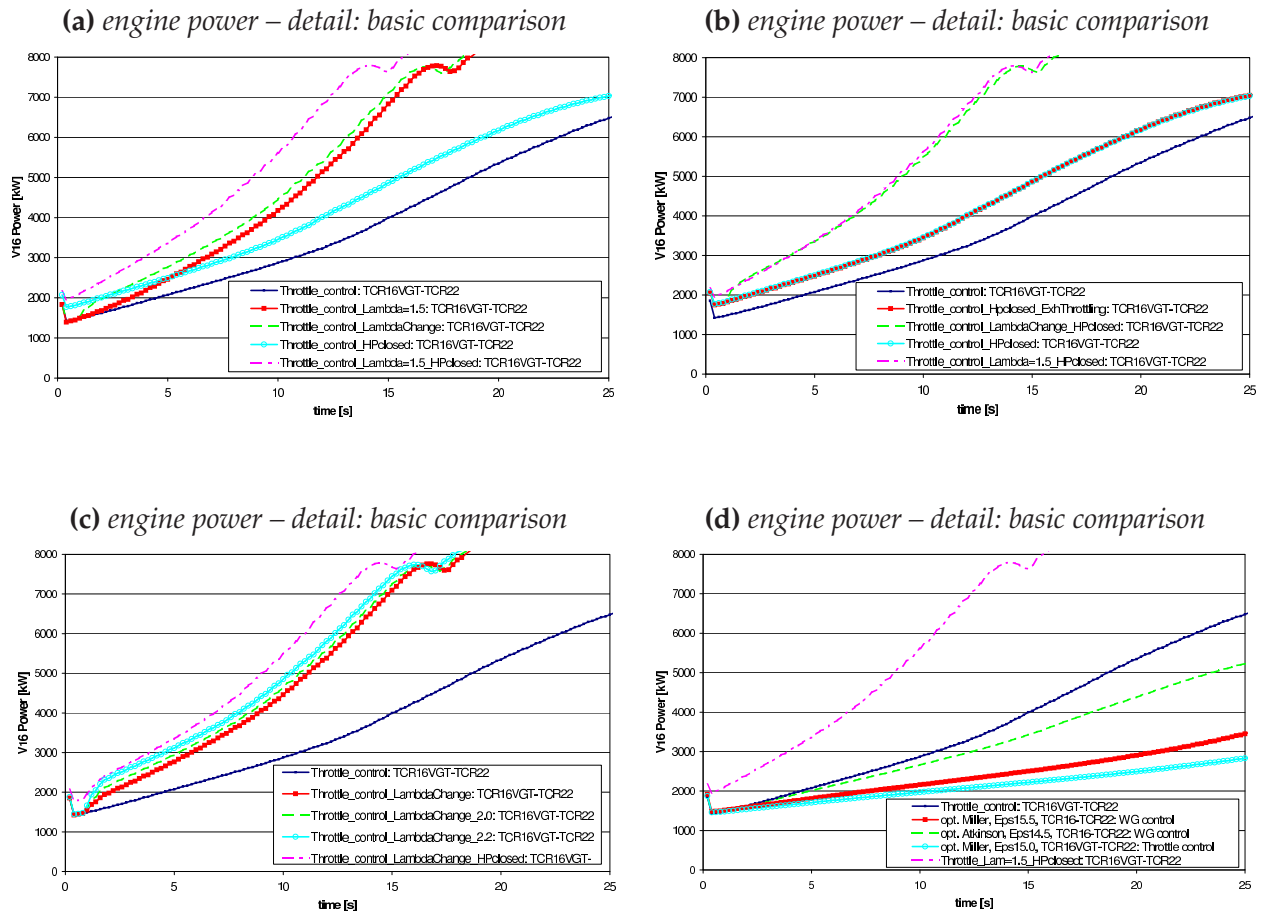 (a) engine power – detail: basic comparison
8000
7000
6000
5000
4000
3000
2000
1000
0
V16 Power [kW]
Throttle_control: TCR16VGT-TCR22
Throttle_control_Lambda=1.5: TCR16VGT-TCR22
Throttle_control_LambdaChange: TCR16VGT-TCR22
Throttle_control_HPclosed: TCR16VGT-TCR22
Throttle_control_Lambda=1.5_HPclosed: TCR16VGT-TCR22
0 5 10 15 20 25
time [s]
(b) engine power – detail: basic comparison
8000
7000
6000
5000
4000
3000
2000
1000
0
V16 Power [kW]
Throttle_control: TCR16VGT-TCR22
Throttle_control_Hpclosed_ExhThrottling: TCR16VGT-TCR22
Throttle_control_LambdaChange_HPclosed: TCR16VGT-TCR22
Throttle_control_HPclosed: TCR16VGT-TCR22
Throttle_control_Lambda=1.5_HPclosed: TCR16VGT-TCR22
0 5 10 15 20 25
time [s]
(c) engine power – detail: basic comparison
8000
7000
6000
5000
4000
3000
2000
1000
0
V16 Power [kW]
Throttle_control: TCR16VGT-TCR22
Throttle_control_LambdaChange: TCR16VGT-TCR22
Throttle_control_LambdaChange_2.0: TCR16VGT-TCR22
Throttle_control_LambdaChange_2.2: TCR16VGT-TCR22
Throttle_control_LambdaChange_HPclosed: TCR16VGT-
0 5 10 15 20 25
time [s]
(d) engine power – detail: basic comparison
8000
7000
6000
5000
4000
3000
2000
1000
0
V16 Power [kW]
Throttle_control: TCR16VGT-TCR22
opt. Miller, Eps15.5, TCR16-TCR22: WG control
opt. Atkinson, Eps14.5, TCR16-TCR22: WG control
opt. Miller, Eps15.0, TCR16VGT-TCR22: Throttle control
Throttle_Lam=1.5_HPclosed: TCR16VGT-TCR22
0 5 10 15 20 25
time [s]